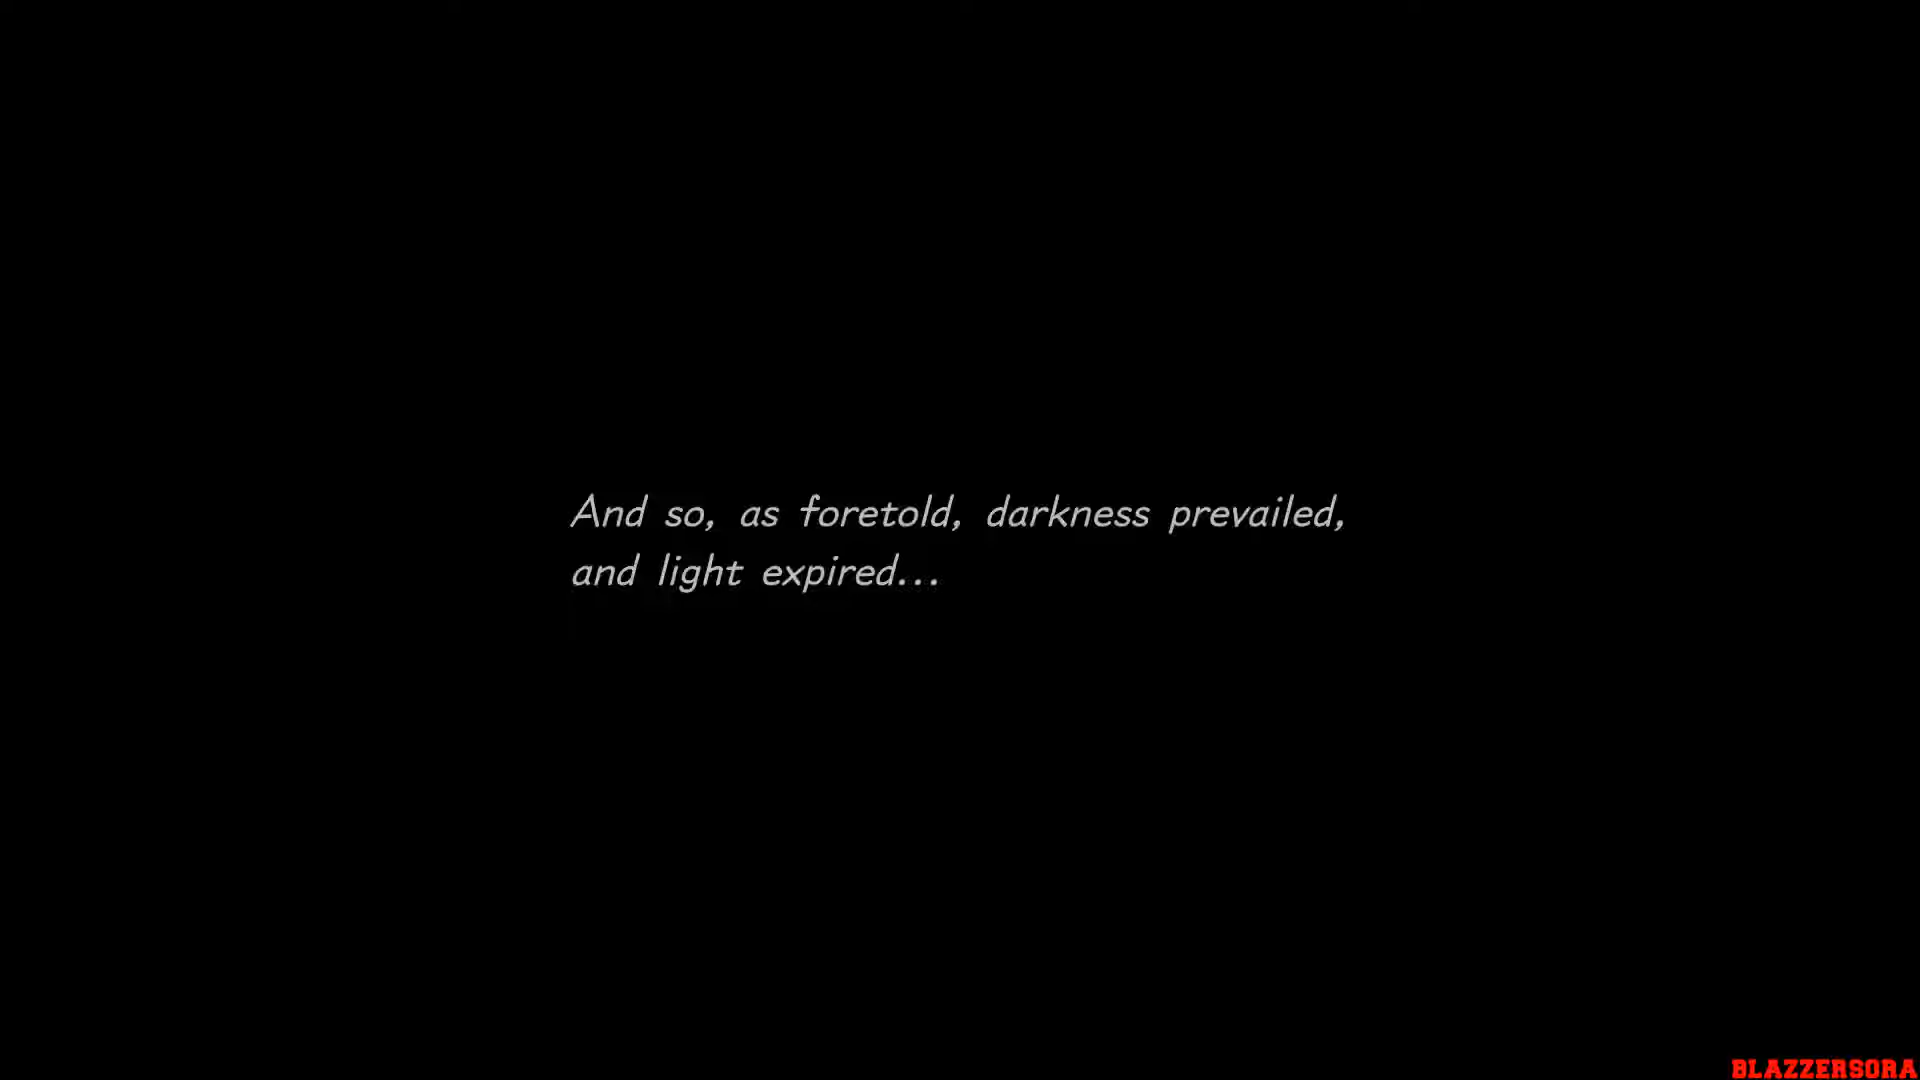 And so, as foretold, darkness prevailed,
and light expired...
BLAZZERSORA